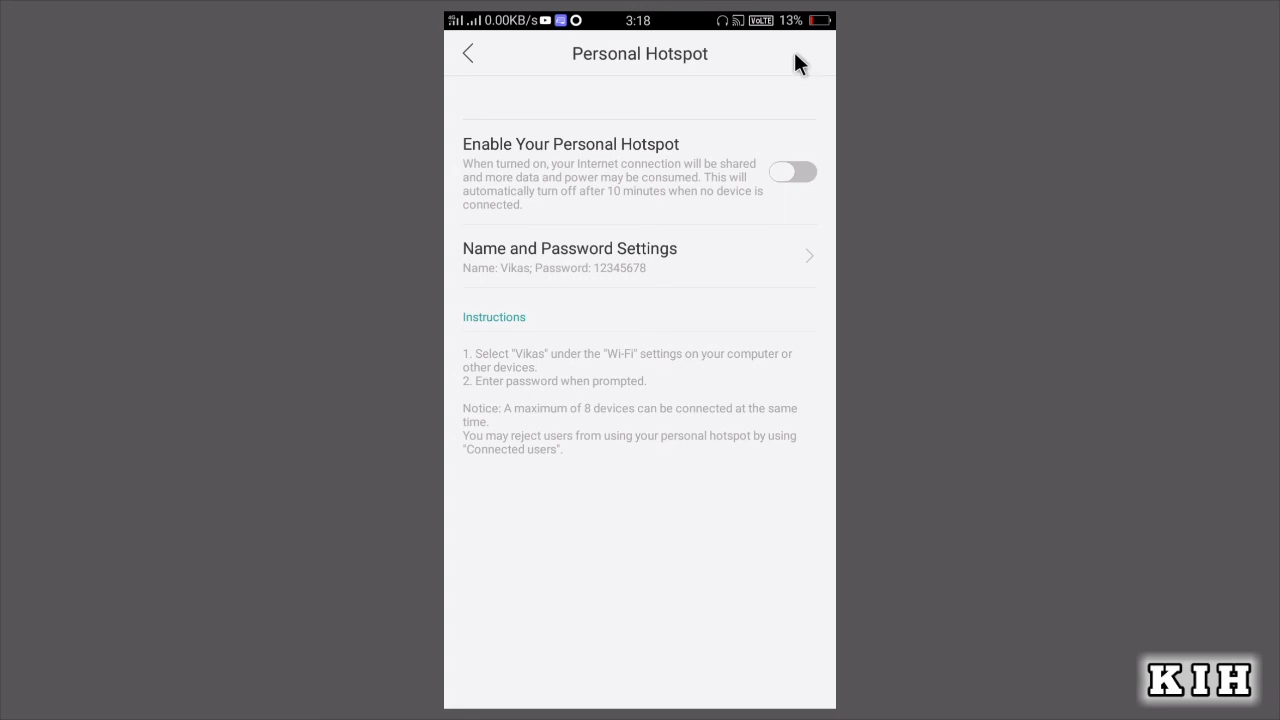 0.00KB/s 3:18 VoLTE 13%
Personal Hotspot
Enable Your Personal Hotspot
When turned on, your Internet connection will be shared
and more data and power may be consumed. This will
automatically turn off after 10 minutes when no device is
connected.
Name and Password Settings
Name: Vikas; Password: 12345678
Instructions
1. Select "Vikas" under the "Wi-Fi" settings on your computer or
other devices.
2. Enter password when prompted.
Notice: A maximum of 8 devices can be connected at the same
time.
You may reject users from using your personal hotspot by using
"Connected users".
KIH